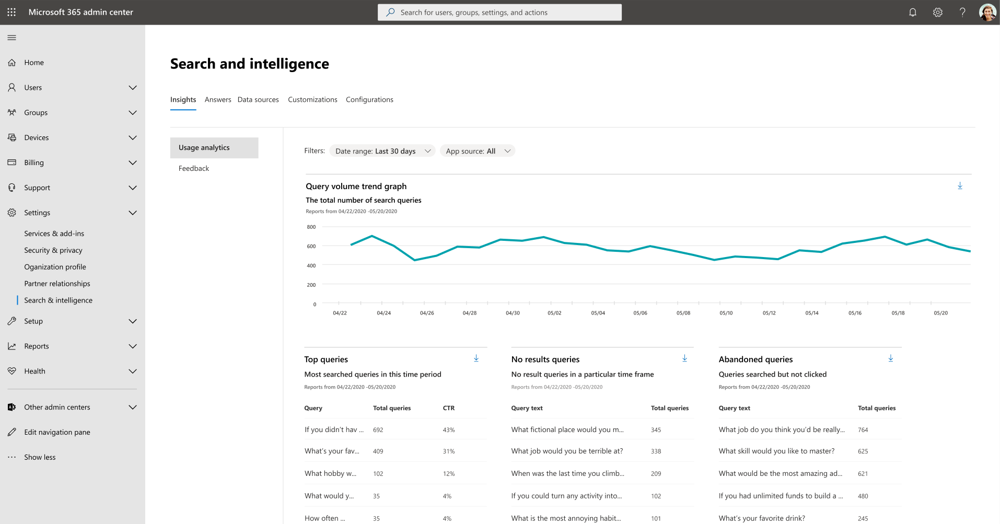 Microsoft 365 admin center
Search for users, groups, settings, and actions
Home
Users
Groups
Devices
Billing
Support
Settings
Services & add-ins
Security & privacy
Oganization profile
Partner relationships
Search & intelligence
Setup
Reports
Health
Other admin centers
Edit navigation pane
Show less
Search and intelligence
Insights Answers Data sources Customizations Configurations
Usage analytics
Feedback
Filters: Date range: Last 30 days App source: All
Query volume trend graph
The total number of search queries
Reports from 04/22/2020 -05/20/2020
800
600
400
200
0
04/22 04/24 04/26 04/28 04/30 05/02 05/04 05/06 05/08 05/10 05/12 05/14 05/16 05/18 05/20
Top queries
Most searched queries in this time period
Reports from 04/22/2020 -05/20/2020
Query Total queries CTR
If you didn't hav ... 692 43%
What's your fav... 409 31%
What hobby w... 102 12%
What would y... 35 4%
How often ... 35 4%
No results queries
No result queries in a particular time frame
Reports from 04/22/2020 -05/20/2020
Query text Total queries
What fictional place would you m... 345
What job would you be terrible at? 338
When was the last time you climb... 209
If you could turn any activity into... 102
What is the most annoying habit... 101
Abandoned queries
Queries searched but not clicked
Reports from 04/22/2020 -05/20/2020
Query text Total queries
What job do you think you'd be really... 764
What skill would you like to master? 625
What would be the most amazing ad... 621
If you had unlimited funds to build a ... 480
What's your favorite drink? 245